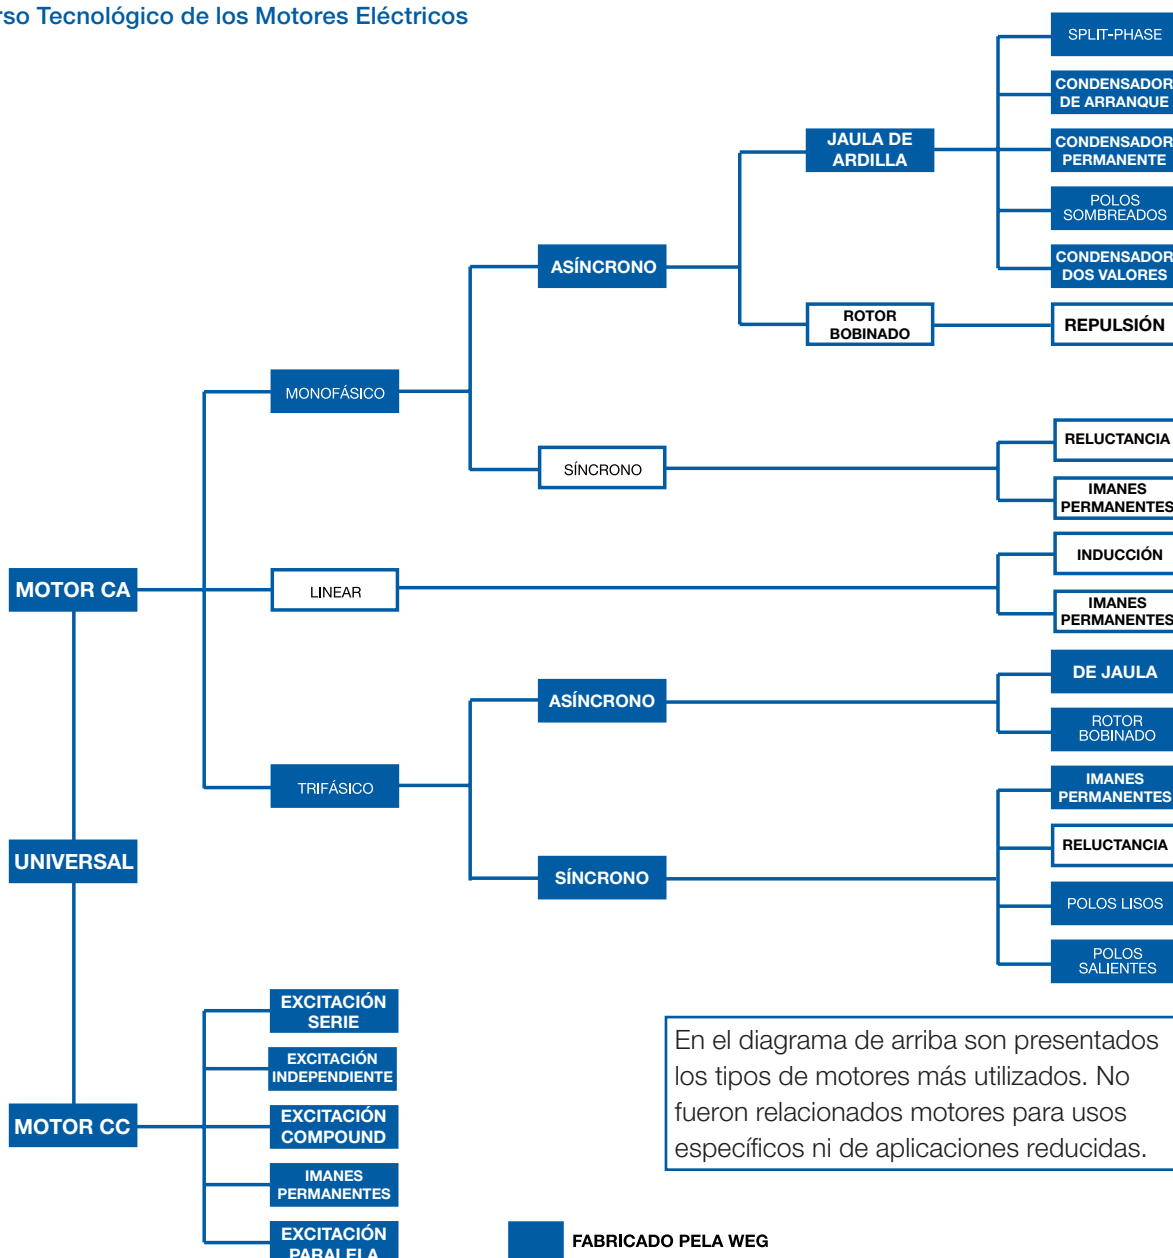 rso Tecnológico de los Motores Eléctricos
SPLIT-PHASE
CONDENSADOR
DE ARRANQUE
JAULA DE
ARDILLA
CONDENSADOR
PERMANENTE
POLOS
SOMBREADOS
ASÍNCRONO
CONDENSADOR
DOS VALORES
ROTOR
BOBINADO
REPULSIÓN
MONOFÁSICO
RELUCTANCIA
SÍNCRONO
IMANES
PERMANENTES
INDUCCIÓN
MOTOR CA
LINEAR
IMANES
PERMANENTES
DE JAULA
ASÍNCRONO
ROTOR
BOBINADO
TRIFÁSICO
IMANES
PERMANENTES
RELUCTANCIA
UNIVERSAL
SÍNCRONO
POLOS LISOS
POLOS
SALIENTES
EXCITACIÓN
SERIE
EXCITACIÓN
INDEPENDIENTE
MOTOR CC
EXCITACIÓN
COMPOUND
IMANES
PERMANENTES
EXCITACIÓN
PARALELA
En el diagrama de arriba son presentados
los tipos de motores más utilizados. No
fueron relacionados motores para usos
específicos ni de aplicaciones reducidas.
FABRICADO PELA WEG